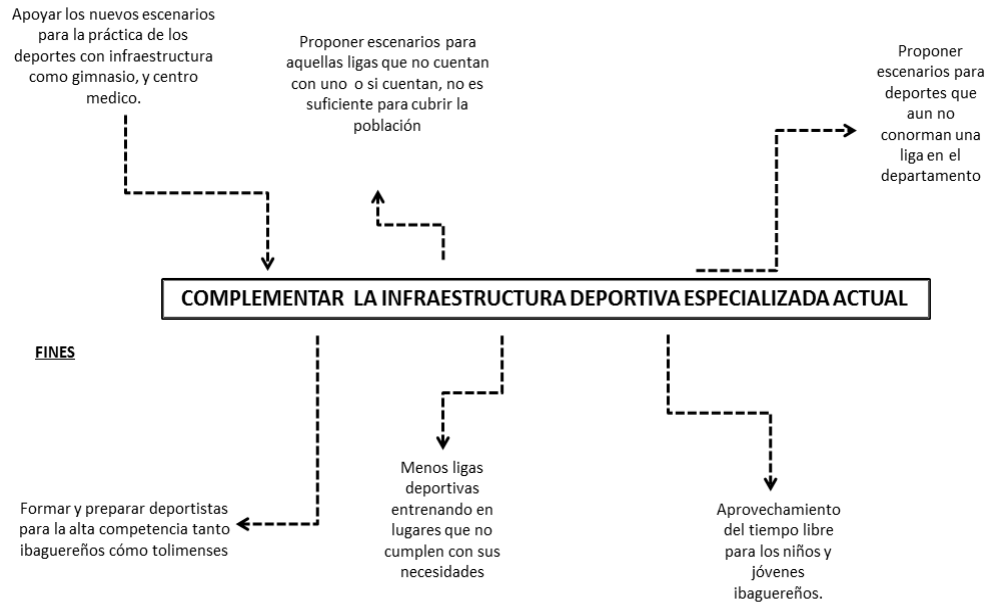 Apoyar los nuevos escenarios
para la práctica de los
deportes con infraestructura
como gimnasio, y centro
medico.
Proponer escenarios para
aquellas ligas que no cuentan
con uno o si cuentan, no es
suficiente para cubrir la
población
Proponer
escenarios para
deportes que
aun no
conorman una
liga en el
departamento
COMPLEMENTAR LA INFRAESTRUCTURA DEPORTIVA ESPECIALIZADA ACTUAL
FINES
Formar y preparar deportistas
para la alta competencia tanto
ibaguereños cómo tolimenses
Menos ligas
deportivas
entrenando en
lugares que no
cumplen con sus
necesidades
Aprovechamiento
del tiempo libre
para los niños y
jóvenes
ibaguereños.